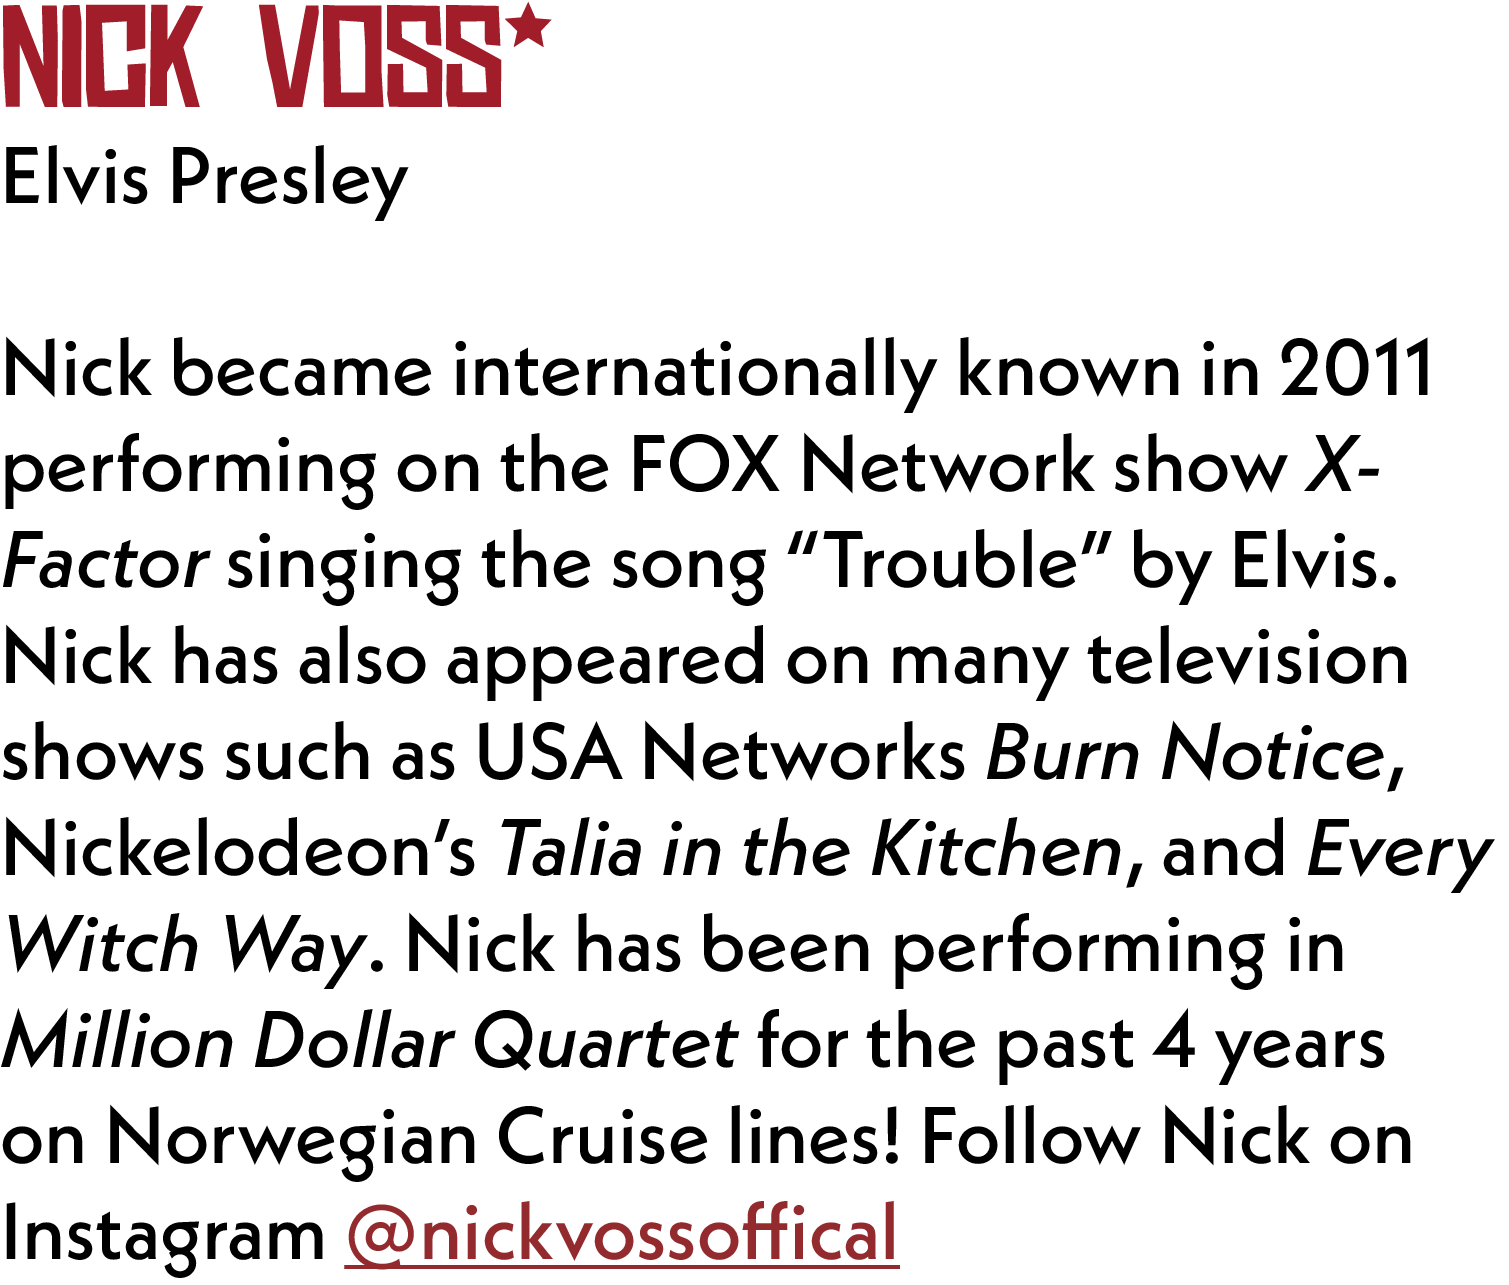 NICK VOSS★
Elvis Presley
Nick became internationally known in 2011
performing on the FOX Network show X-
Factor singing the song “Trouble” by Elvis.
Nick has also appeared on many television
shows such as USA Networks Burn Notice,
Nickelodeon’s Talia in the Kitchen, and Every
Witch Way. Nick has been performing in
Million Dollar Quartet for the past 4 years
on Norwegian Cruise lines! Follow Nick on
Instagram @nickvossoffical